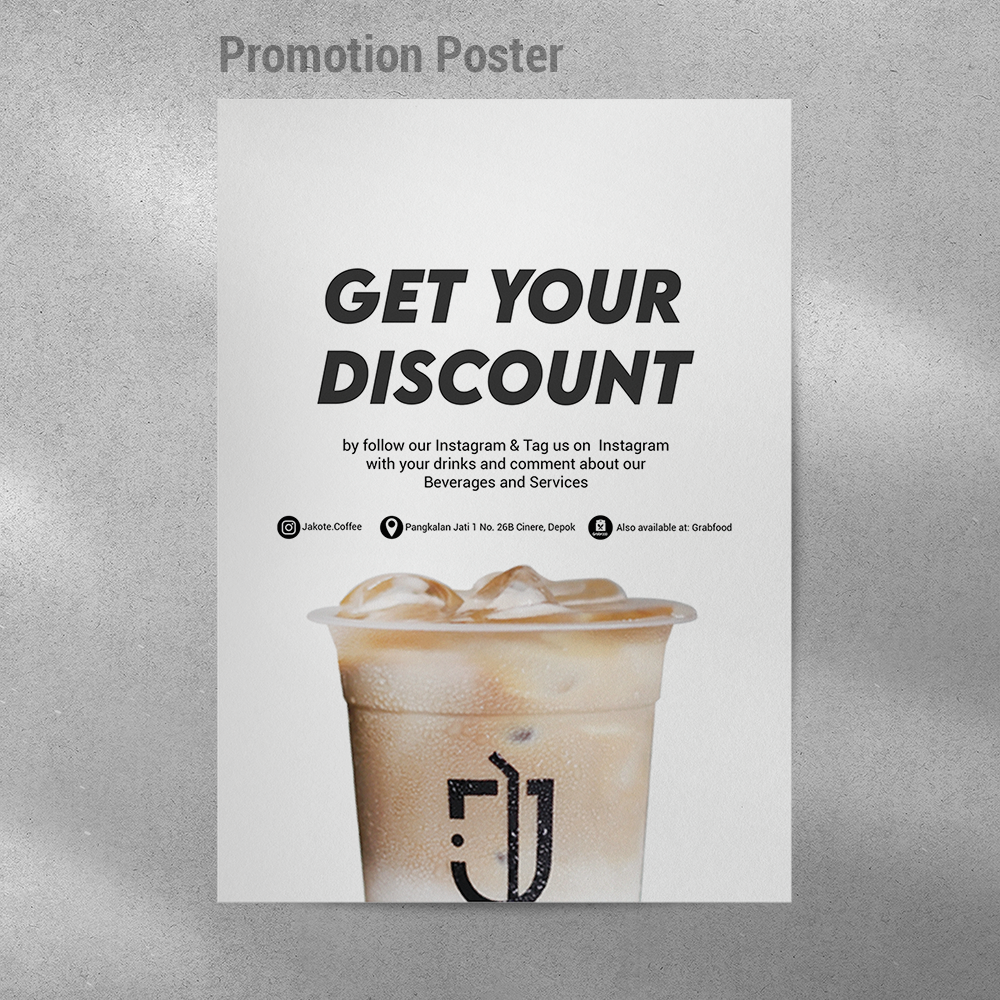 Promotion Poster
GET YOUR
DISCOUNT
by follow our Instagram & Tag us on  Instagram
with your drinks and comment about our
Beverages and Services
Jakote.Coffee
Pangkalan Jati 1 No. 26B Cinere, Depok
Also available at: Grabfood